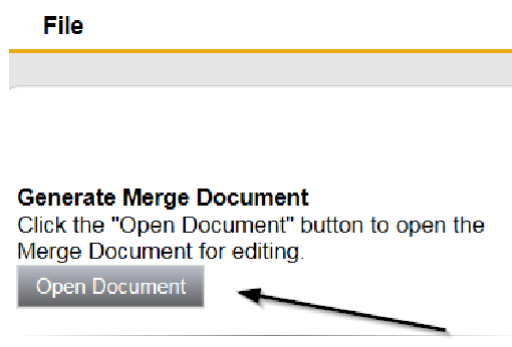 File
Generate Merge Document
Click the "Open Document" button to open the
Merge Document for editing.
Open Document